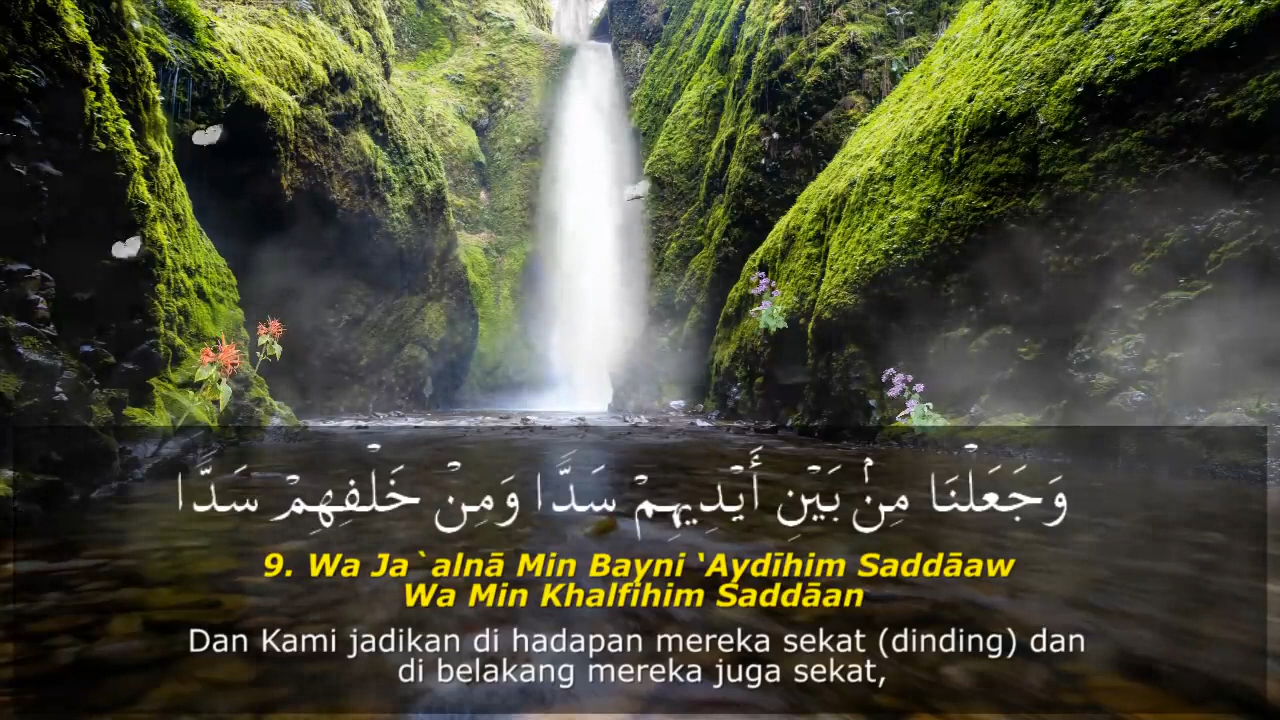 وَجَعَلْنَا مِنۢ بَيْنِ أَيْدِيهِمْ سَدًّا وَمِنْ خَلْفِهِمْ سَدًّا
9. Wa Ja`alnā Min Bayni 'Aydīhim Saddāaw
Wa Min Khalfihim Saddāan
Dan Kami jadikan di hadapan mereka sekat (dinding) dan
di belakang mereka juga sekat,